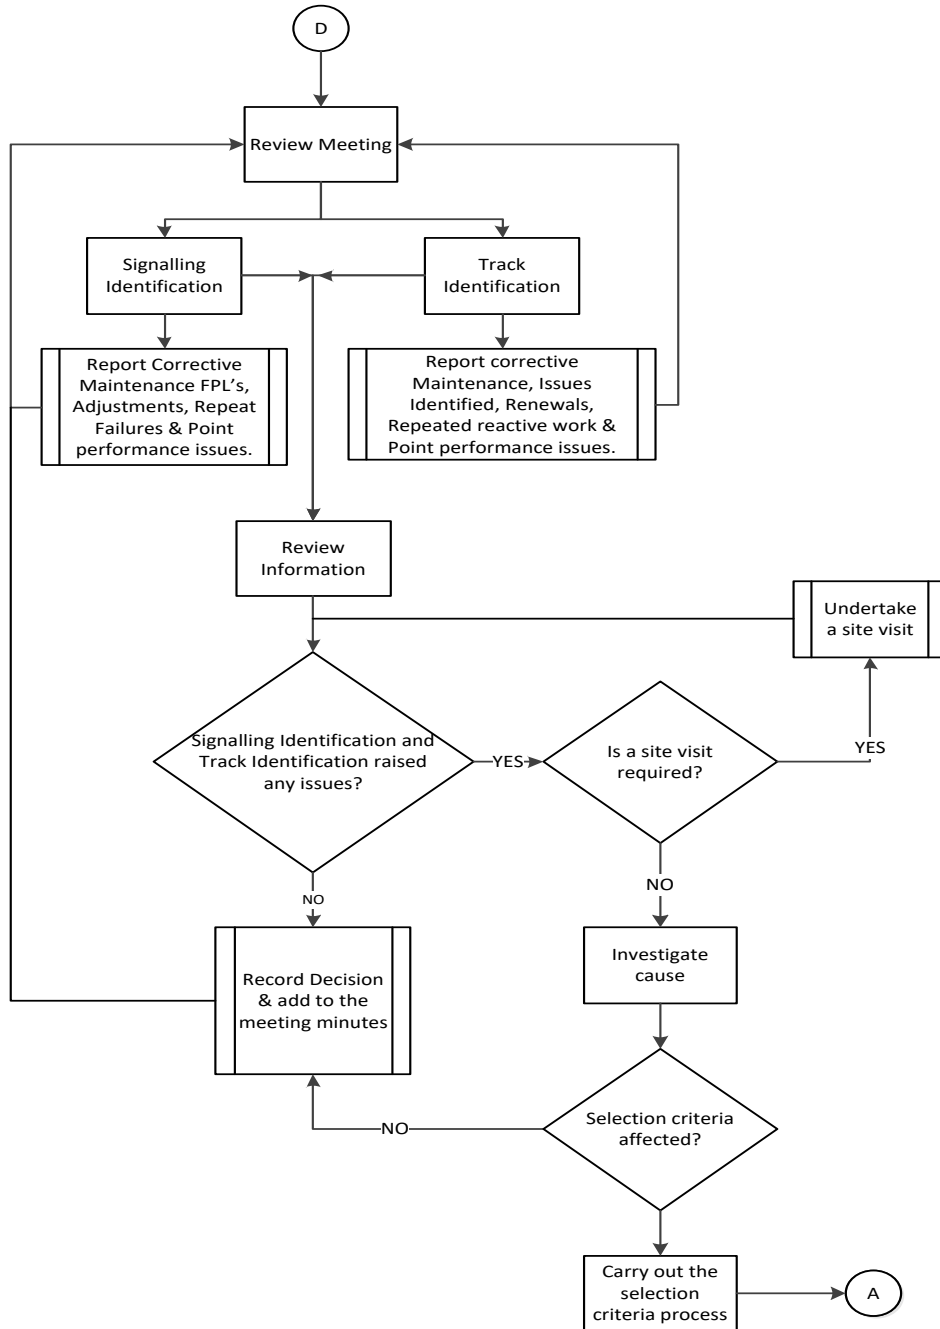 D
Review Meeting
Signalling
Identification
Track
Identification
Report Corrective
Maintenance FPL's,
Adjustments, Repeat
Failures & Point
performance issues.
Report corrective
Maintenance, Issues
Identified, Renewals,
Repeated reactive work &
Point performance issues.
Review
Information
Undertake
a site visit
Signalling Identification and
Track Identification raised
any issues?
YES
Is a site visit
required?
YES
NO
NO
Record Decision
& add to the
meeting minutes
Investigate
cause
Selection criteria
affected?
NO
Carry out the
selection
criteria process
A